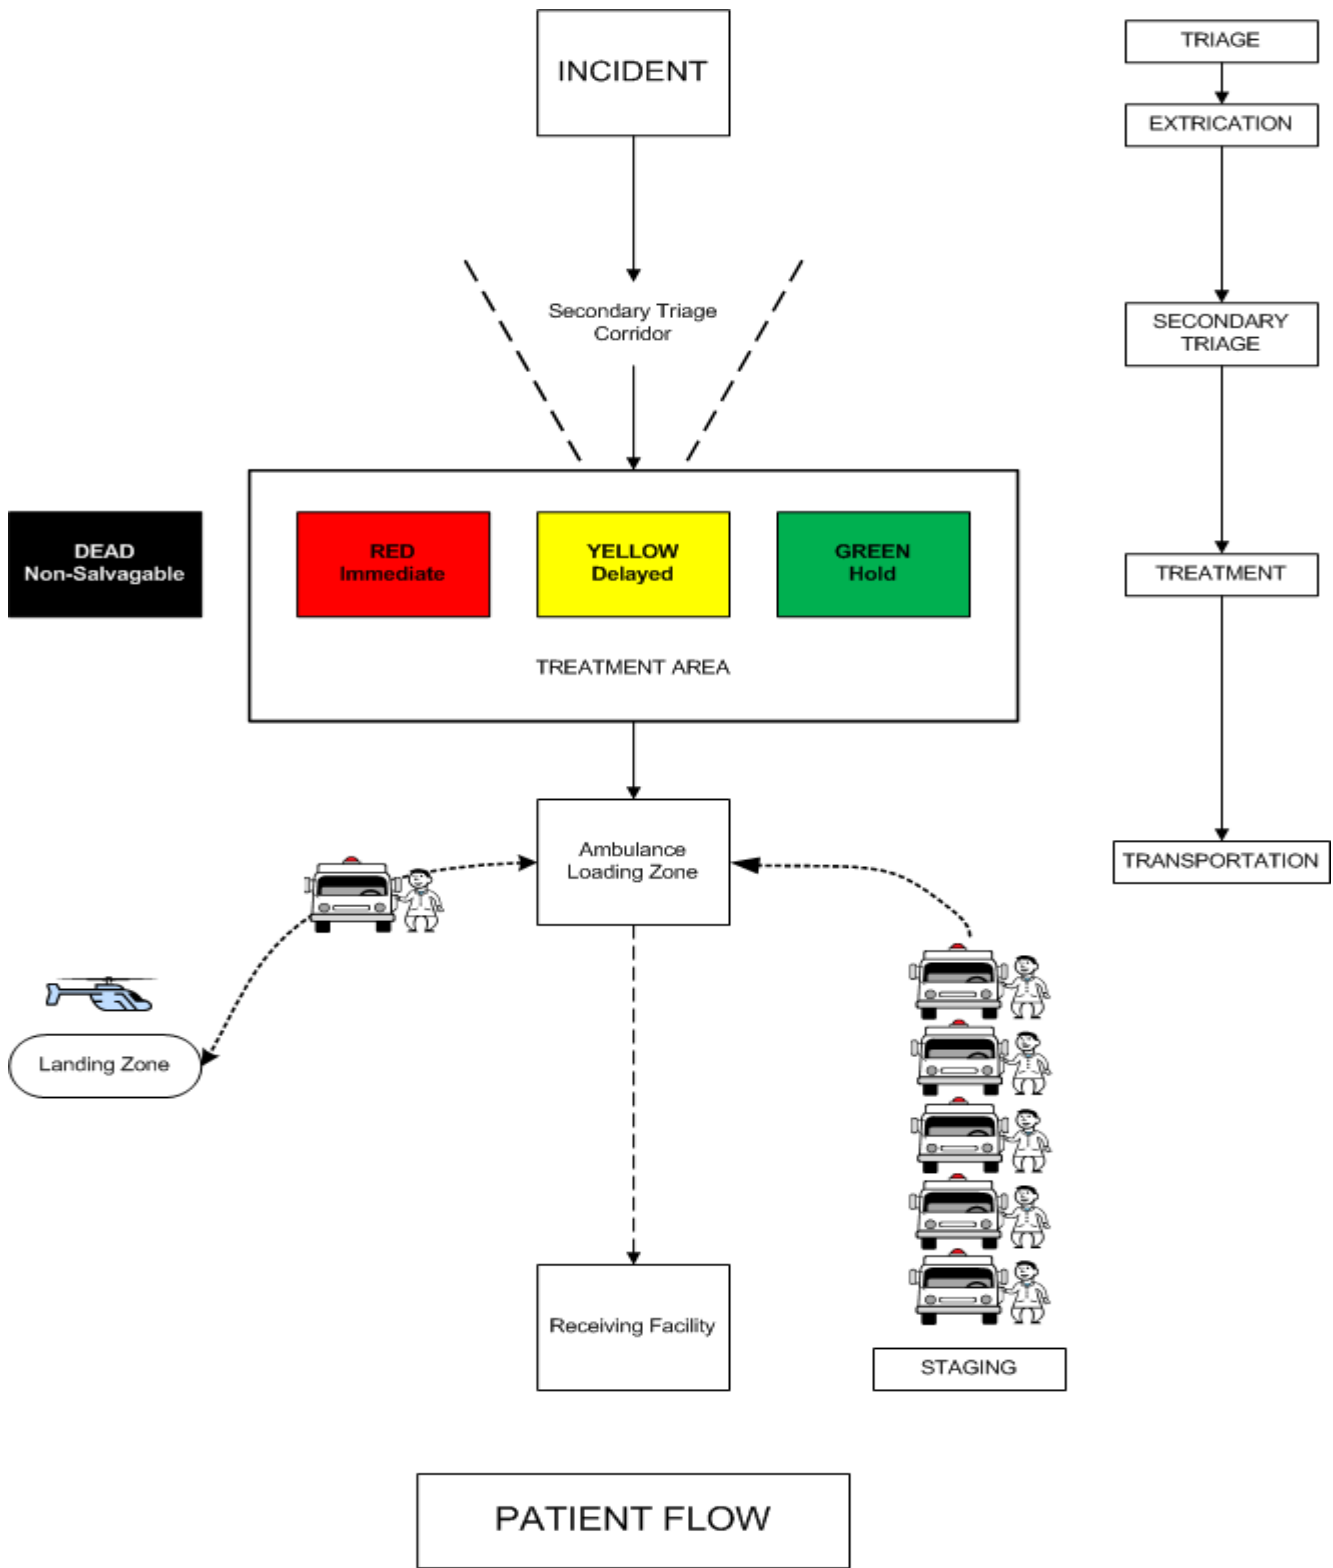 INCIDENT
TRIAGE
EXTRICATION
Secondary Triage
Corridor
SECONDARY
TRIAGE
DEAD
Non-Salvagable
RED
Immediate
YELLOW
Delayed
GREEN
Hold
TREATMENT
TREATMENT AREA
Ambulance
Loading Zone
TRANSPORTATION
Landing Zone
Receiving Facility
STAGING
PATIENT FLOW